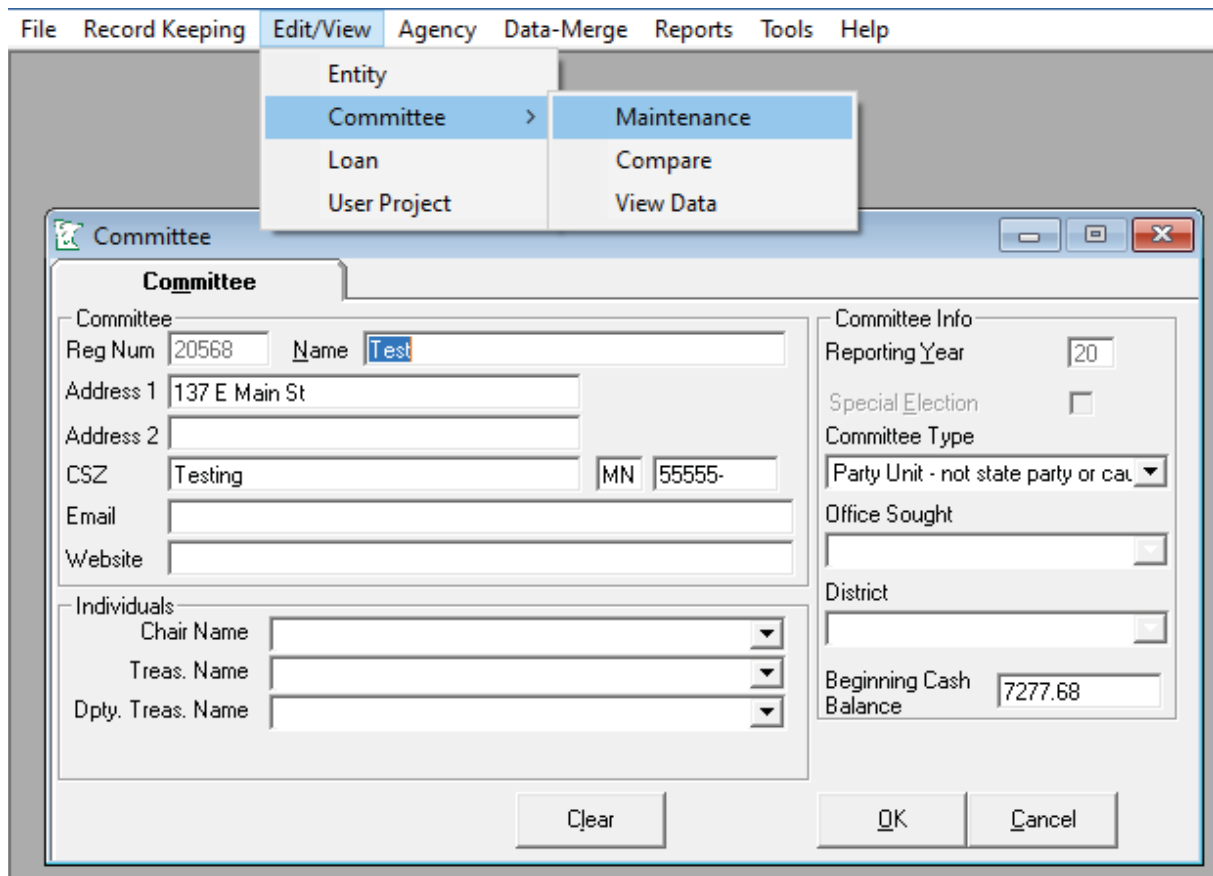 File Record Keeping Edit/View Agency Data-Merge Reports Tools Help
Entity
Committee > Maintenance
Loan Compare
User Project View Data
Committee
Committee
Committee
Reg Num 20568 Name Test
Address 1 137 E Main St
Address 2
CSZ Testing MN 55555-
Email
Website
Individuals
Chair Name
Treas. Name
Dpty. Treas. Name
Committee Info
Reporting Year 20
Special Election
Committee Type
Party Unit - not state party or cau
Office Sought
District
Beginning Cash
Balance 7277.68
Clear OK Cancel